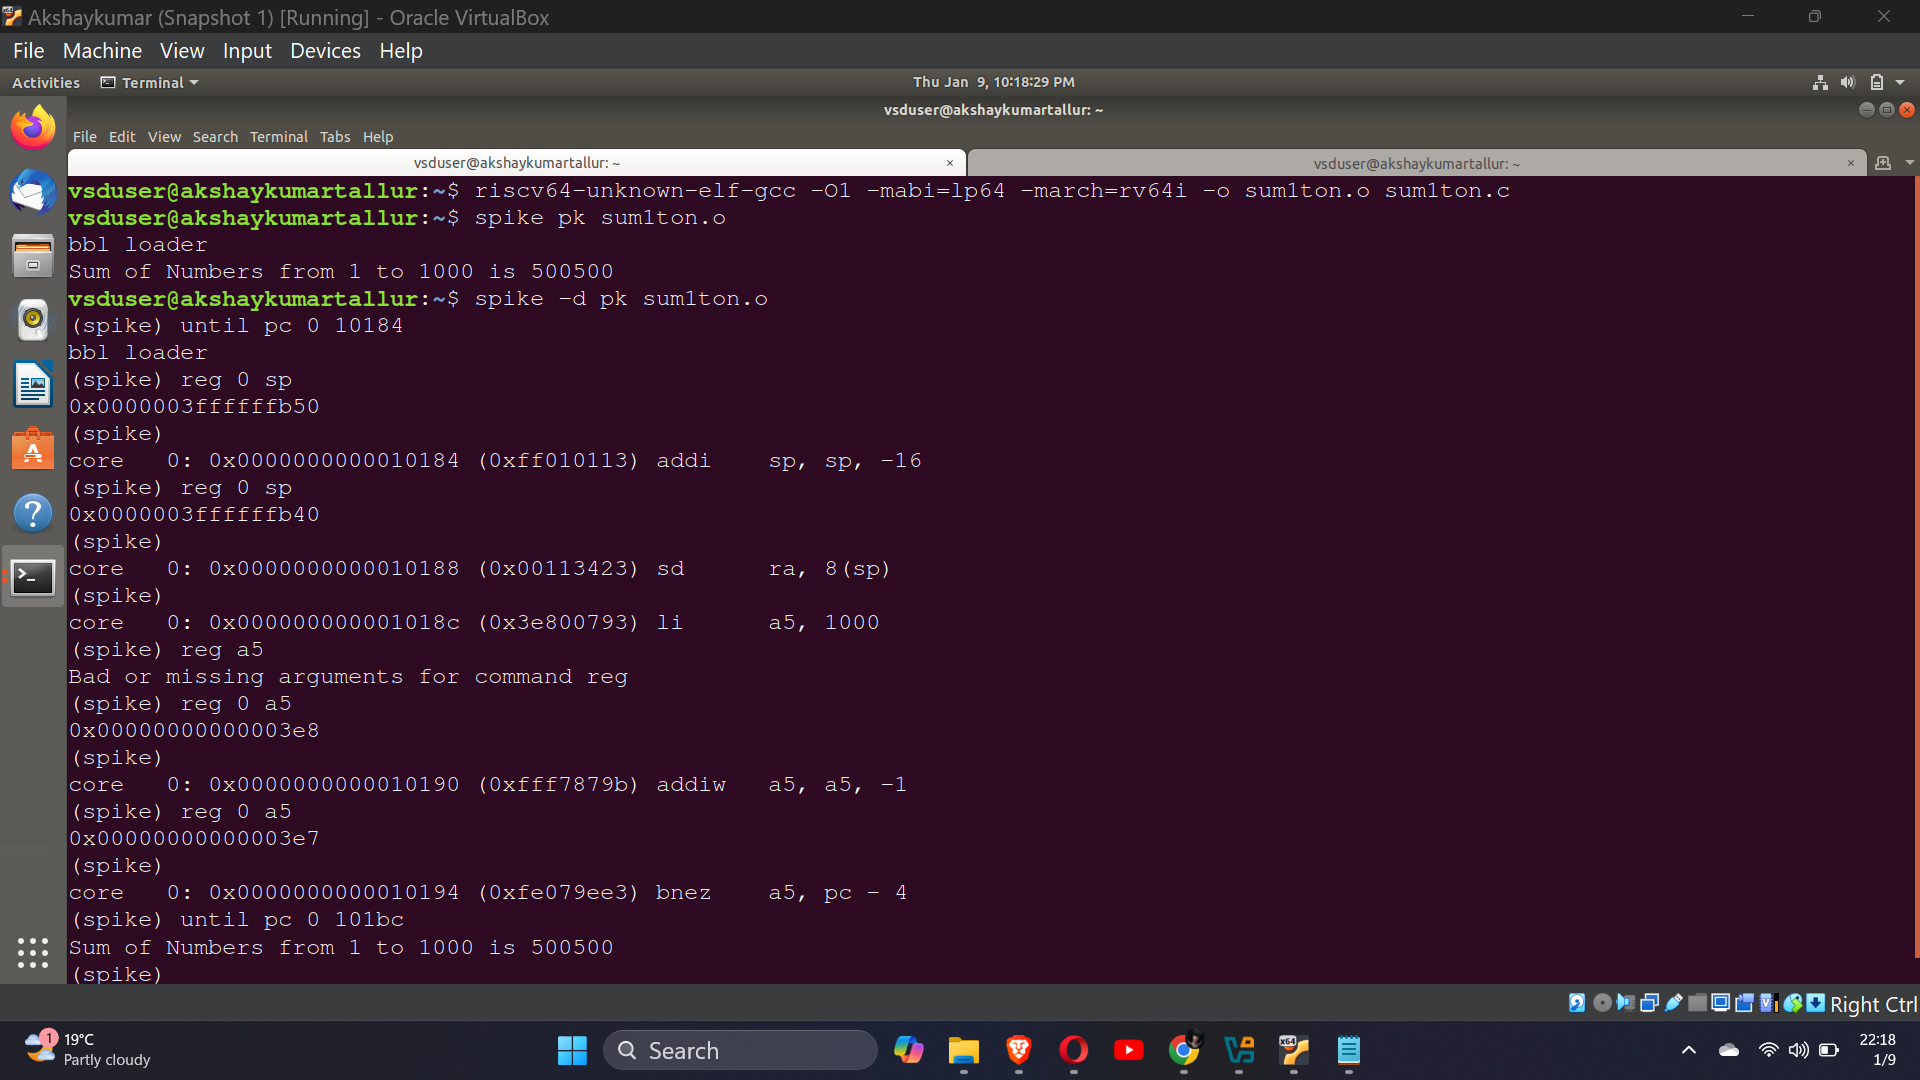 Akshaykumar (Snapshot 1) [Running] - Oracle VirtualBox
File Machine View Input Devices Help
Activities Terminal Thu Jan 9, 10:18:29 PM
vsduser@akshaykumartallur: ~
File Edit View Search Terminal Tabs Help
vsduser@akshaykumartallur: ~ × vsduser@akshaykumartallur: ~ ×
vsduser@akshaykumartallur:~$ riscv64-unknown-elf-gcc -O1 -mabi=lp64 -march=rv64i -o sum1ton.o sum1ton.c
vsduser@akshaykumartallur:~$ spike pk sum1ton.o
bbl loader
Sum of Numbers from 1 to 1000 is 500500
vsduser@akshaykumartallur:~$ spike -d pk sum1ton.o
(spike) until pc 0 10184
bbl loader
(spike) reg 0 sp
0x0000003ffffffb50
(spike)
core 0: 0x0000000000010184 (0xff010113) addi sp, sp, -16
(spike) reg 0 sp
0x0000003ffffffb40
(spike)
core 0: 0x0000000000010188 (0x00113423) sd ra, 8(sp)
(spike)
core 0: 0x000000000001018c (0x3e800793) li a5, 1000
(spike) reg a5
Bad or missing arguments for command reg
(spike) reg 0 a5
0x00000000000003e8
(spike)
core 0: 0x0000000000010190 (0xfff7879b) addiw a5, a5, -1
(spike) reg 0 a5
0x00000000000003e7
(spike)
core 0: 0x0000000000010194 (0xfe079ee3) bnez a5, pc - 4
(spike) until pc 0 101bc
Sum of Numbers from 1 to 1000 is 500500
(spike)
Right Ctrl
1 19°C
Partly cloudy
Search
x64
22:18
1/9